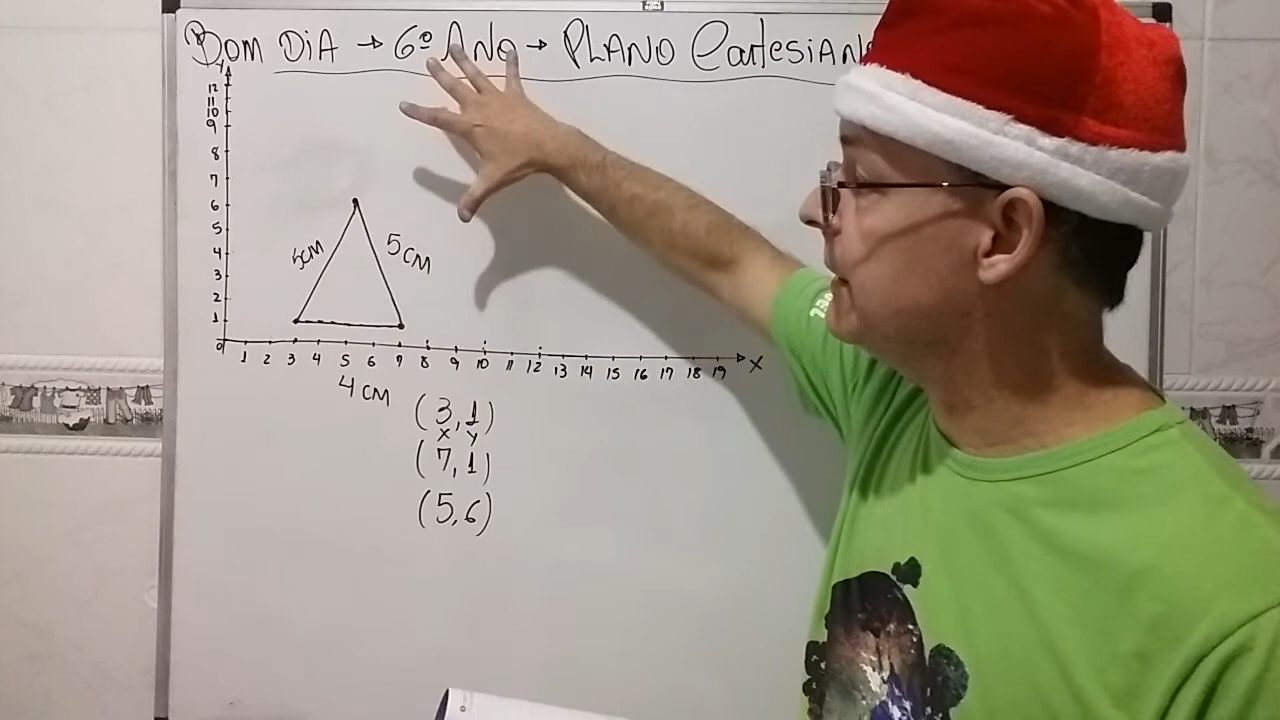 Bom DiA → 6º Ano → PLANO Cartesian
Y
12
11
10
9
8
7
6
5
4
3
2
1
0
5cm 5cm
1 2 3 4 5 6 7 8 9 10 11 12 13 14 15 16 17 18 19 X
4 cm
(3,1)
X Y
(7,1)
(5,6)